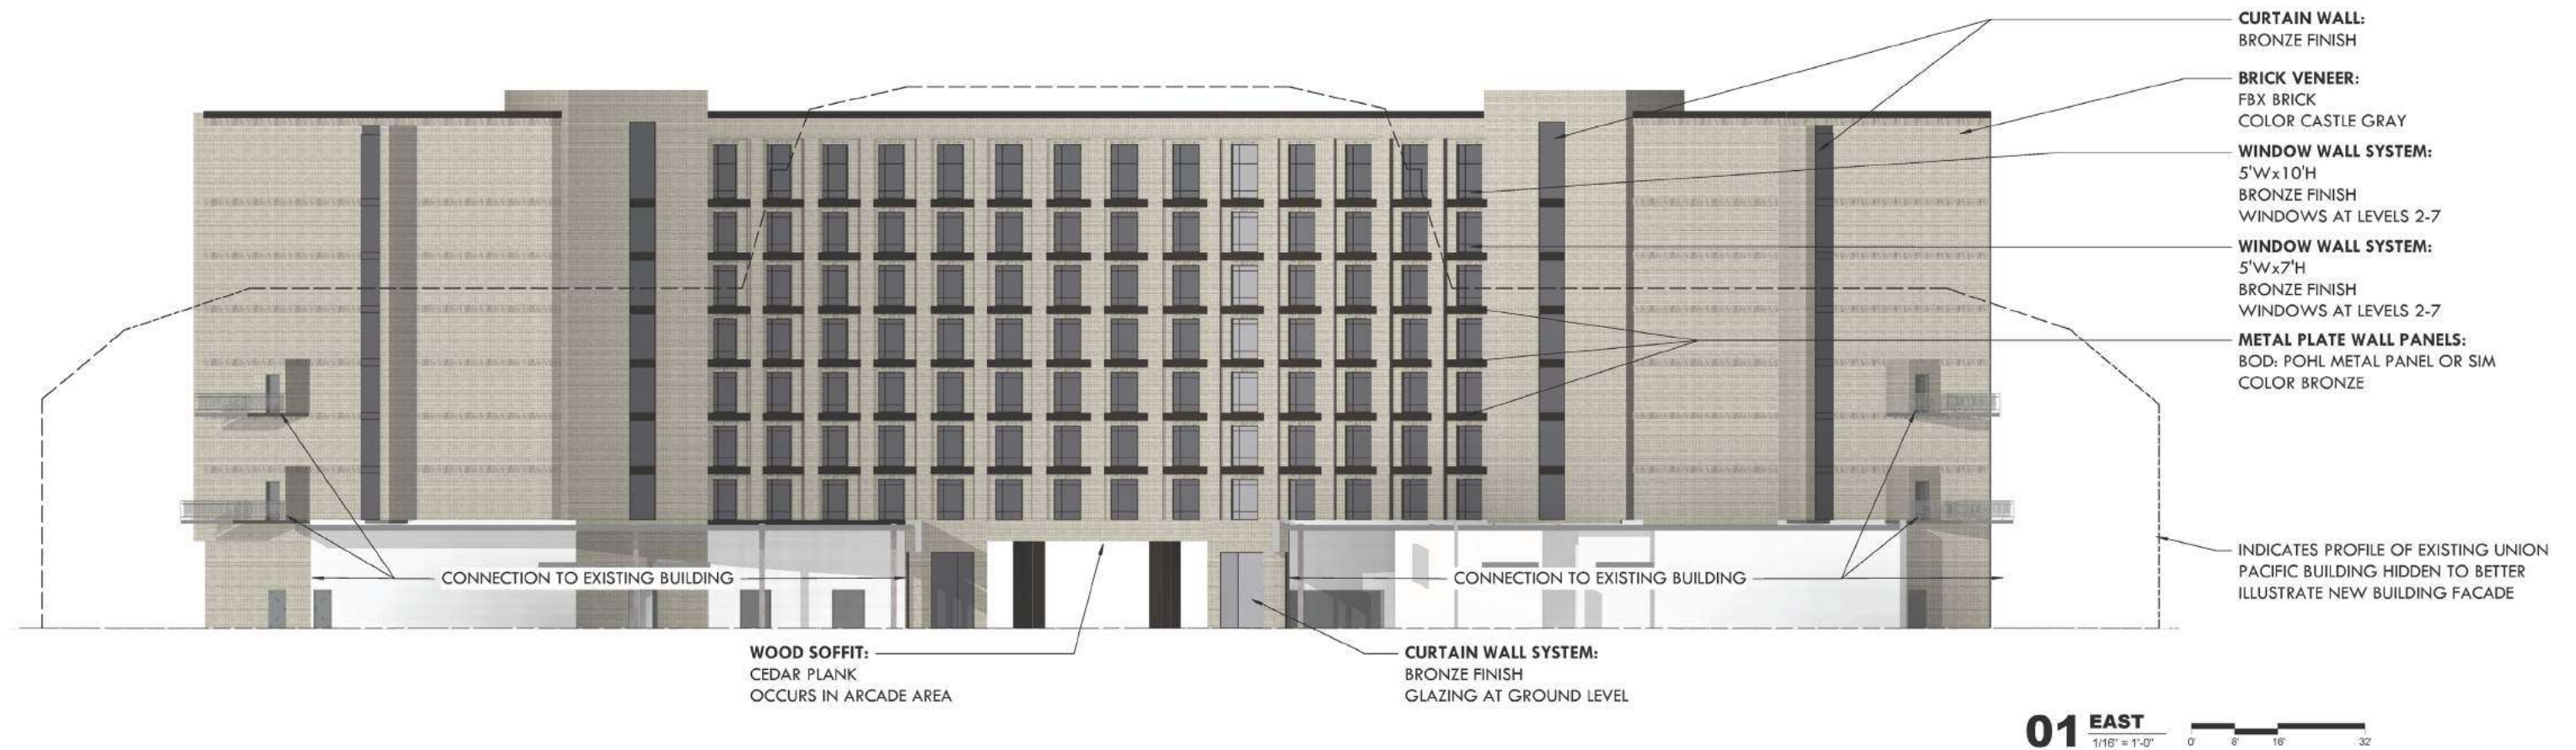 CURTAIN WALL:
BRONZE FINISH
BRICK VENEER:
FBX BRICK
COLOR CASTLE GRAY
WINDOW WALL SYSTEM:
5'Wx10'H
BRONZE FINISH
WINDOWS AT LEVELS 2-7
WINDOW WALL SYSTEM:
5'Wx7'H
BRONZE FINISH
WINDOWS AT LEVELS 2-7
METAL PLATE WALL PANELS:
BOD: POHL METAL PANEL OR SIM
COLOR BRONZE
INDICATES PROFILE OF EXISTING UNION
PACIFIC BUILDING HIDDEN TO BETTER
ILLUSTRATE NEW BUILDING FACADE
CONNECTION TO EXISTING BUILDING
CONNECTION TO EXISTING BUILDING
WOOD SOFFIT:
CEDAR PLANK
OCCURS IN ARCADE AREA
CURTAIN WALL SYSTEM:
BRONZE FINISH
GLAZING AT GROUND LEVEL
01 EAST
1/16" = 1'-0"
0' 8' 16' 32'